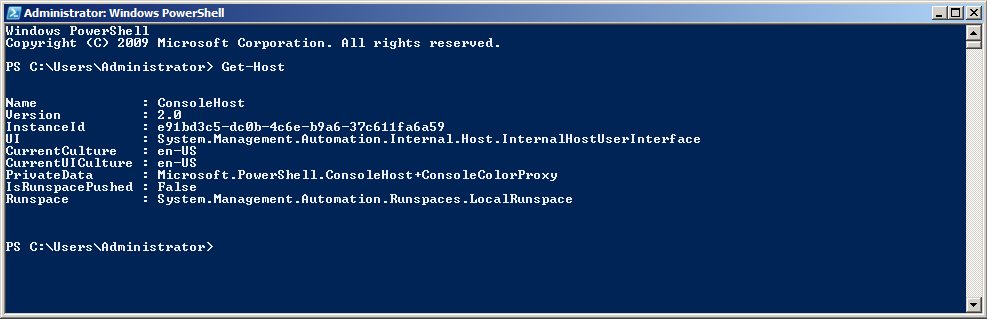 Administrator: Windows PowerShell
Windows PowerShell
Copyright (C) 2009 Microsoft Corporation. All rights reserved.
PS C:\Users\Administrator> Get-Host
Name                 : ConsoleHost
Version              : 2.0
InstanceId           : e91bd3c5-dc0b-4c6e-b9a6-37c611fa6a59
UI                   : System.Management.Automation.Internal.Host.InternalHostUserInterface
CurrentCulture       : en-US
CurrentUICulture     : en-US
PrivateData          : Microsoft.PowerShell.ConsoleHost+ConsoleColorProxy
IsRunspacePushed     : False
Runspace             : System.Management.Automation.Runspaces.LocalRunspace
PS C:\Users\Administrator>